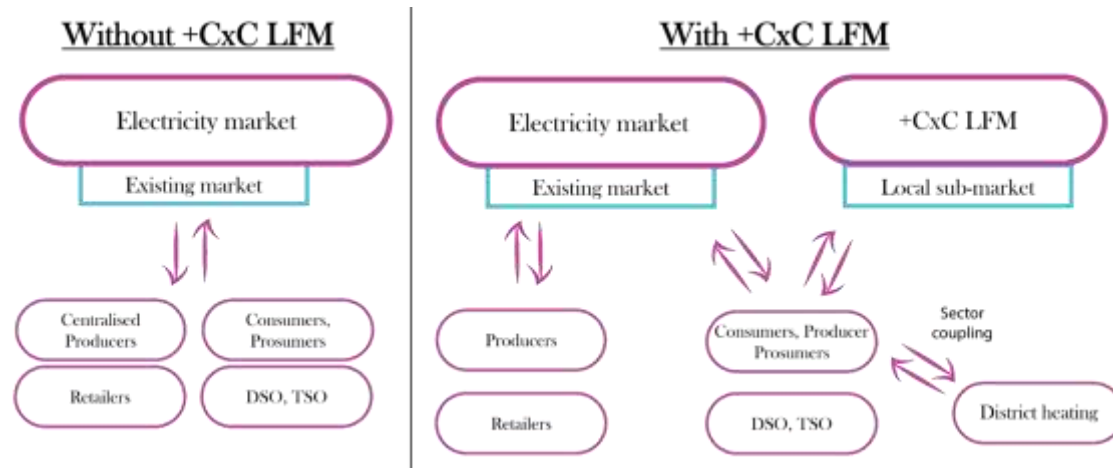 Without +CxC LFM
Electricity market
Existing market
Centralised
Producers
Consumers,
Prosumers
Retailers
DSO, TSO
With +CxC LFM
Electricity market
Existing market
+CxC LFM
Local sub-market
Producers
Consumers, Producer
Prosumers
Sector
coupling
Retailers
DSO, TSO
District heating